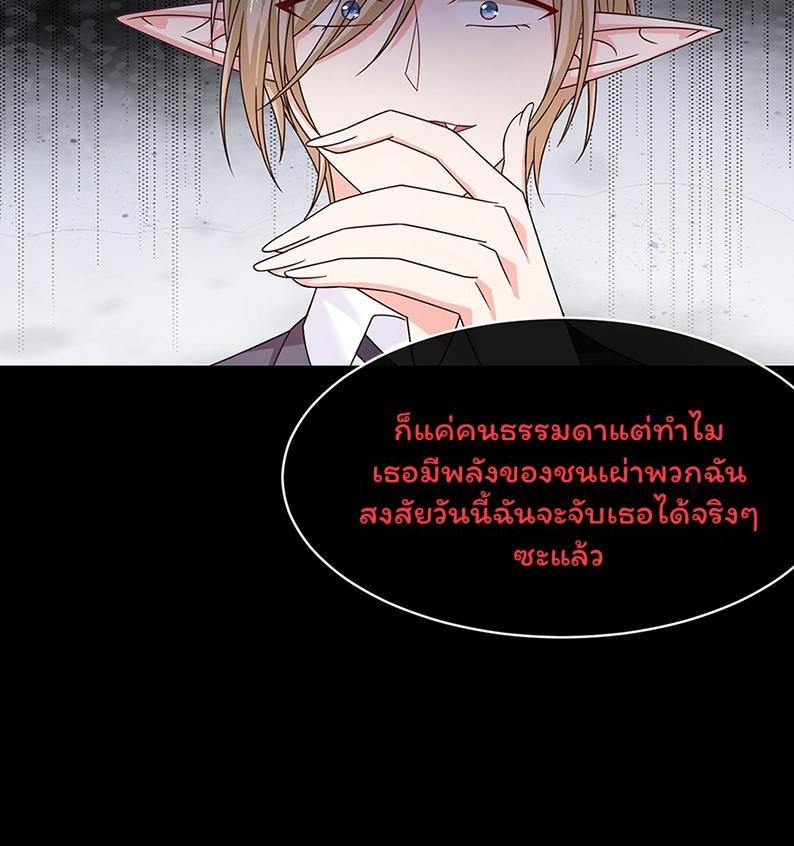 ก็แค่คนธรรมดาแต่ทำไม
เธอมีพลังของชนเผ่าพวกฉัน
สงสัยวันนี้ฉันจะจับเธอได้จริงๆ
ซะแล้ว